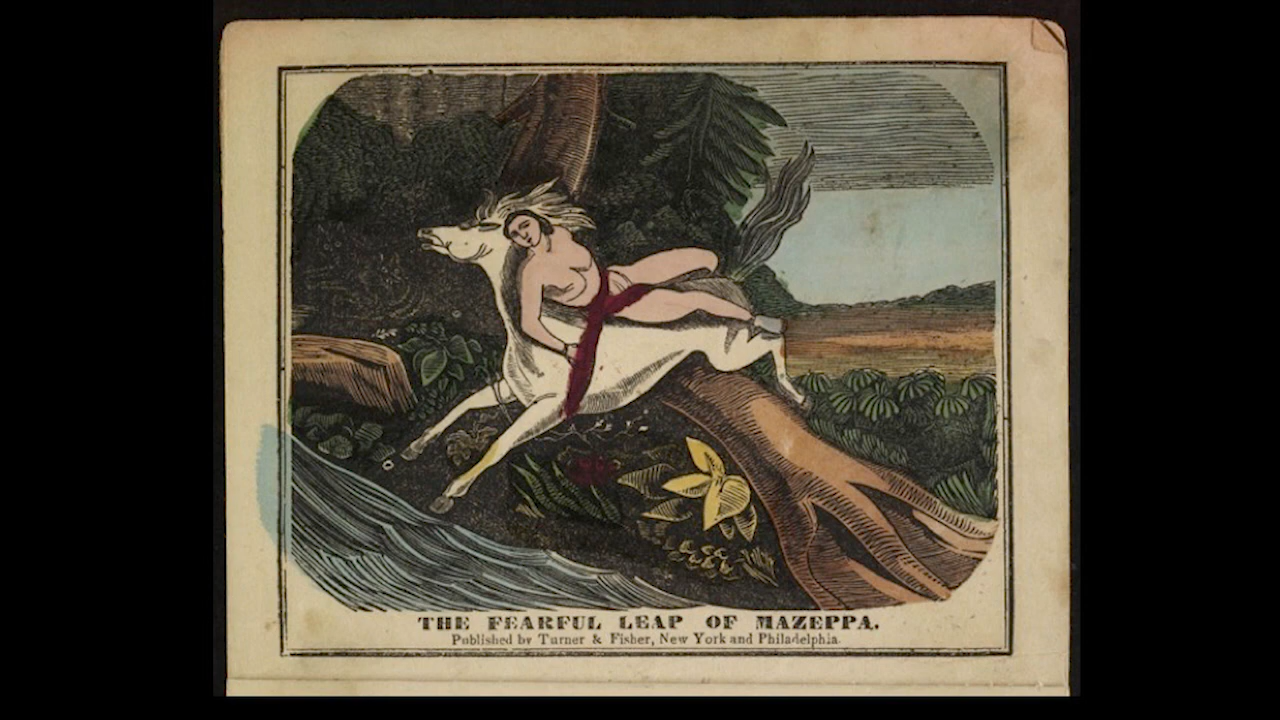 THE FEARFUL LEAP OF MAZEPPA.
Published by Turner & Fisher, New York and Philadelphia.